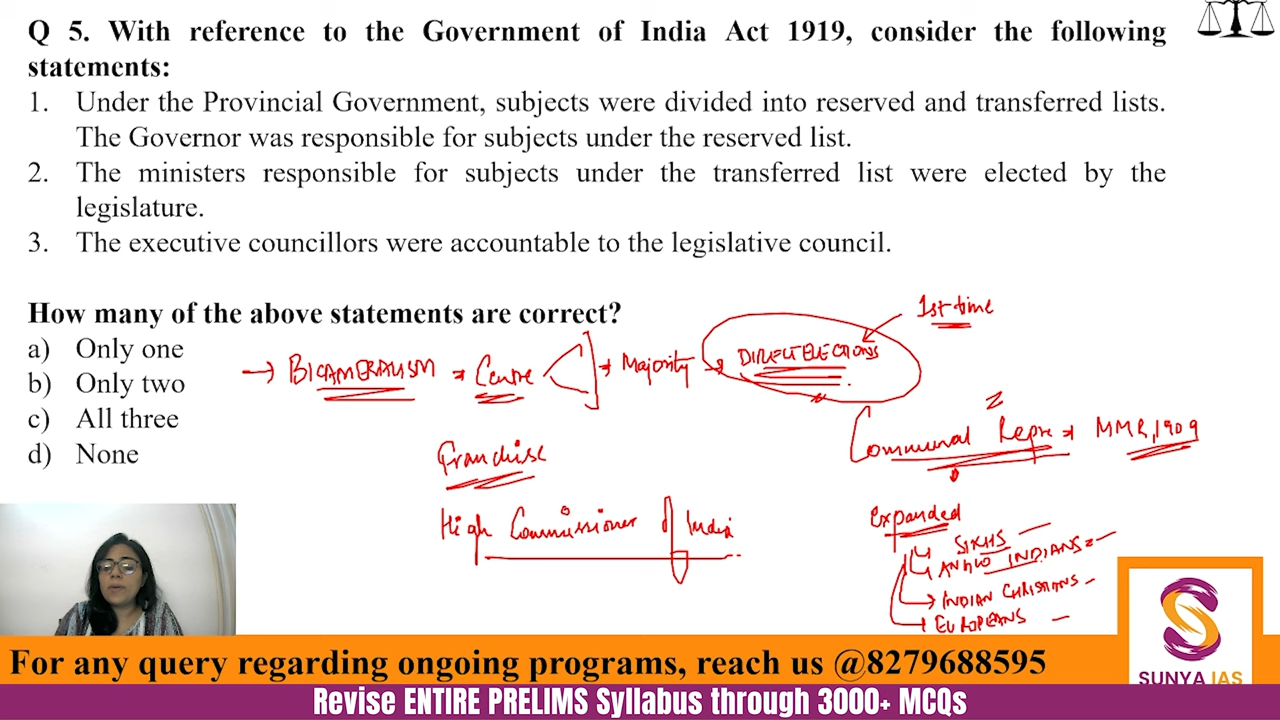 Q 5. With reference to the Government of India Act 1919, consider the following
statements:
1. Under the Provincial Government, subjects were divided into reserved and transferred lists.
The Governor was responsible for subjects under the reserved list.
2. The ministers responsible for subjects under the transferred list were elected by the
legislature.
3. The executive councillors were accountable to the legislative council.
How many of the above statements are correct?
1st time
a) Only one
→ BICAMERALISM → Centre → Majority → DIRECT ELECTIONS
b) Only two
c) All three
Communal Repr → MMR, 1909
d) None
Franchise
High Commissioner of India
Expanded
SIKHS
ANGLO INDIANS
→ INDIAN CHRISTIANS
→ EUROPEANS
For any query regarding ongoing programs, reach us @8279688595
SUNYA IAS
Revise ENTIRE PRELIMS Syllabus through 3000+ MCQs